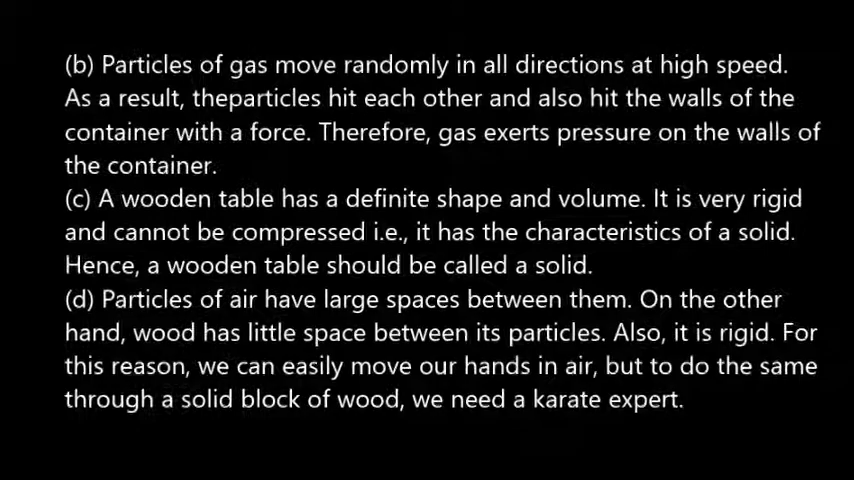 (b) Particles of gas move randomly in all directions at high speed.
As a result, theparticles hit each other and also hit the walls of the
container with a force. Therefore, gas exerts pressure on the walls of
the container.
(c) A wooden table has a definite shape and volume. It is very rigid
and cannot be compressed i.e., it has the characteristics of a solid.
Hence, a wooden table should be called a solid.
(d) Particles of air have large spaces between them. On the other
hand, wood has little space between its particles. Also, it is rigid. For
this reason, we can easily move our hands in air, but to do the same
through a solid block of wood, we need a karate expert.